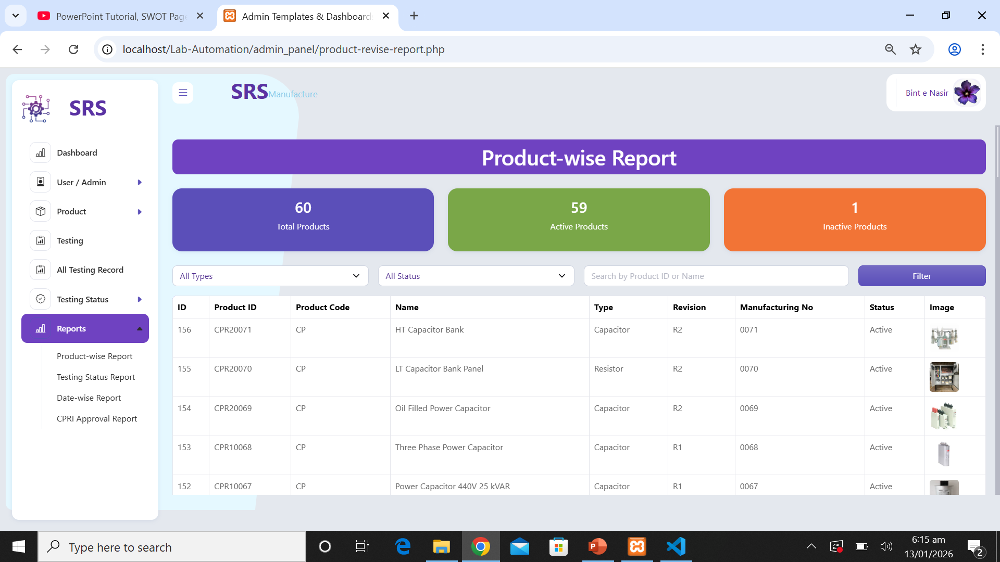 PowerPoint Tutorial, SWOT Page
Admin Templates & Dashboards
localhost/Lab-Automation/admin_panel/product-revise-report.php
SRS
SRSManufacture
Bint e Nasir
Dashboard
User / Admin
Product
Testing
All Testing Record
Testing Status
Reports
Product-wise Report
Testing Status Report
Date-wise Report
CPRI Approval Report
Product-wise Report
60
Total Products
59
Active Products
1
Inactive Products
All Types All Status Search by Product ID or Name Filter
ID Product ID Product Code Name Type Revision Manufacturing No Status Image
156 CPR20071 CP HT Capacitor Bank Capacitor R2 0071 Active
155 CPR20070 CP LT Capacitor Bank Panel Resistor R2 0070 Active
154 CPR20069 CP Oil Filled Power Capacitor Capacitor R2 0069 Active
153 CPR10068 CP Three Phase Power Capacitor Capacitor R1 0068 Active
152 CPR10067 CP Power Capacitor 440V 25 kVAR Capacitor R1 0067 Active
Type here to search
6:15 am
13/01/2026
2